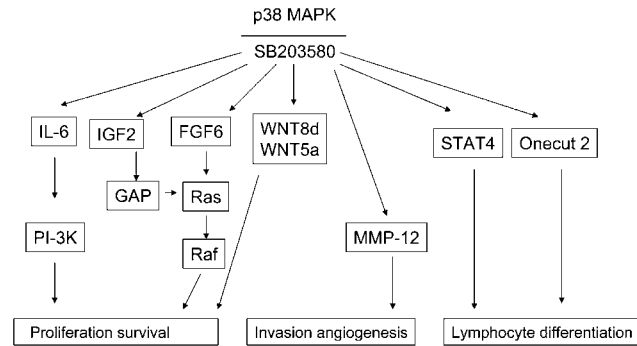 p38 MAPK
SB203580
IL-6
IGF2
FGF6
WNT8d
WNT5a
STAT4
Onecut 2
GAP
Ras
PI-3K
Raf
MMP-12
Proliferation survival
Invasion angiogenesis
Lymphocyte differentiation